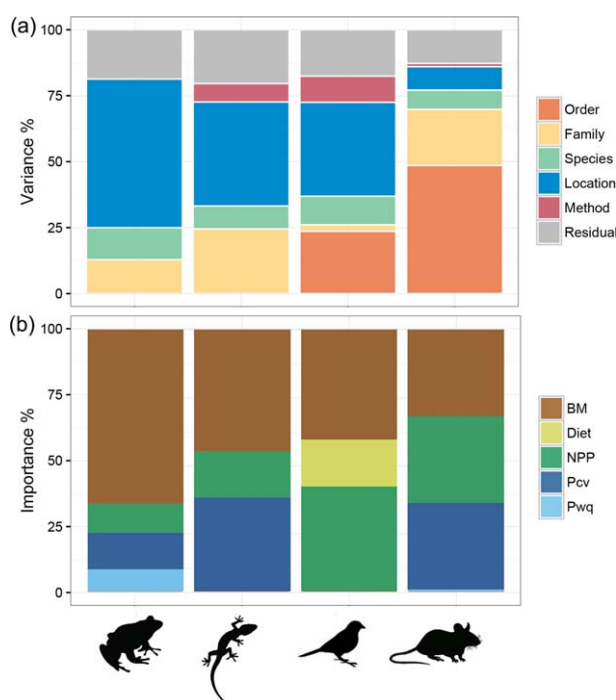 (a)
100
75
50
25
0
Variance %
Order
Family
Species
Location
Method
Residual
(b)
100
75
50
25
0
Importance %
BM
Diet
NPP
Pcv
Pwq